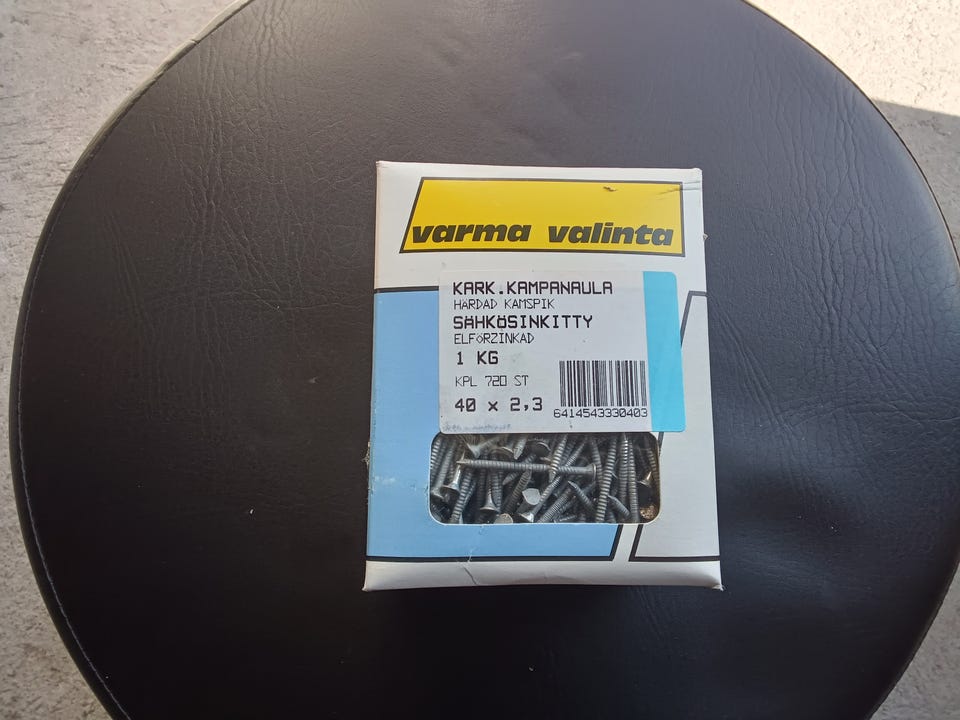 varma valinta
KARK.KAMPANAULA
HÄRDAD KAMSPIK
SÄHKÖSINKITTY
ELFÖRZINKAD
1 KG
KPL 720 ST
40 x 2,3
6414543330403